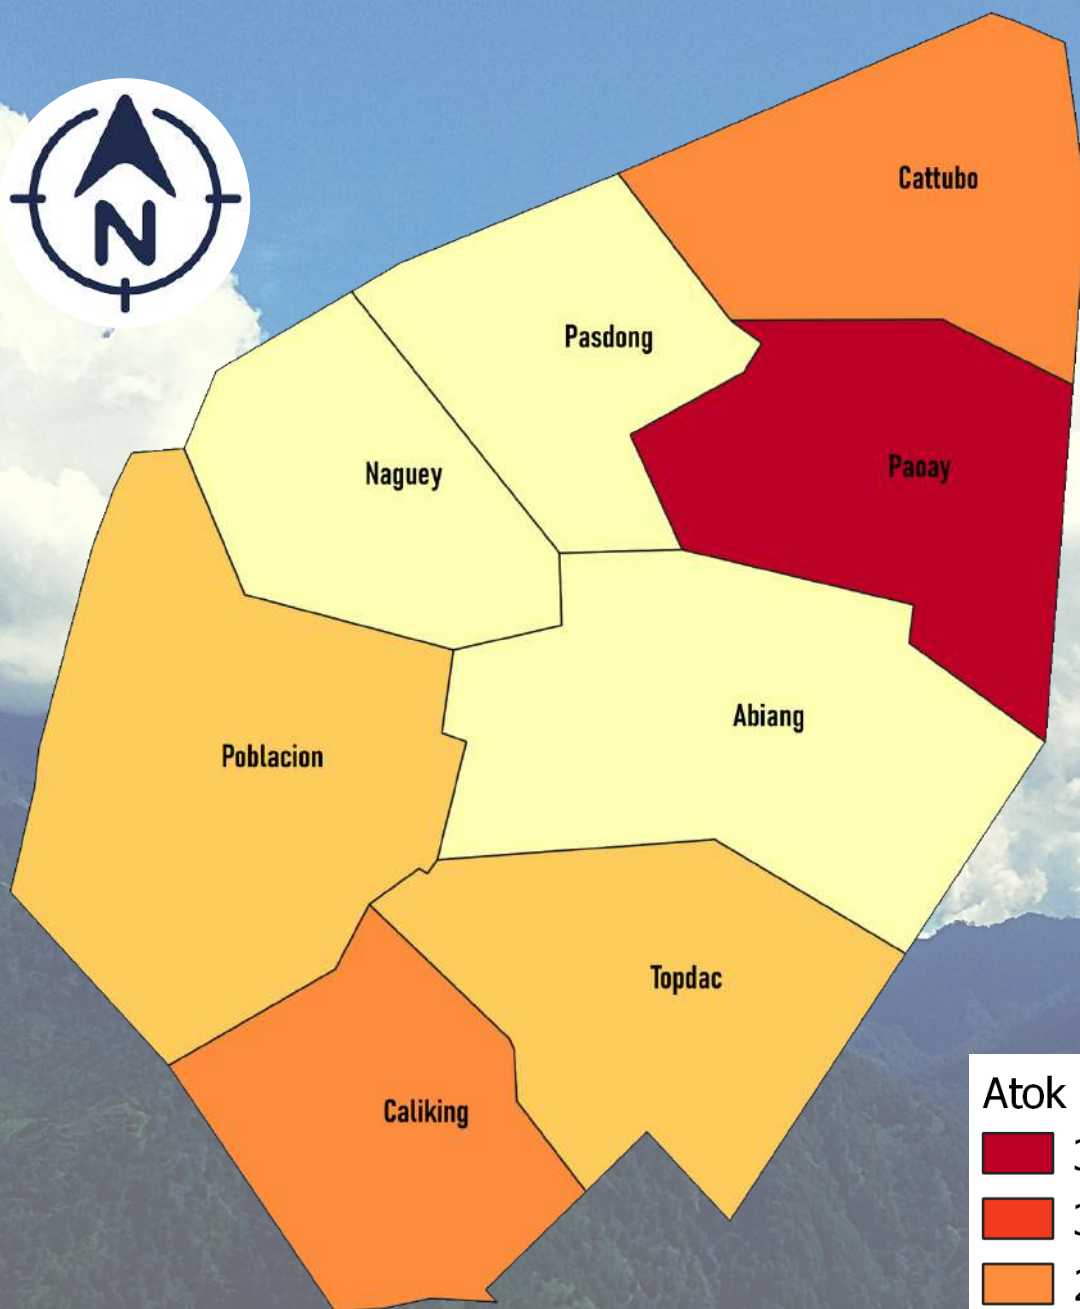 N
Cattubo
Pasdong
Paoay
Naguey
Abiang
Poblacion
Topdac
Caliking
Atok